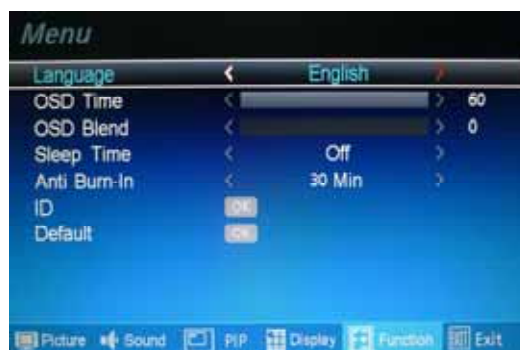 Menu
Language < English >
OSD Time < > 60
OSD Blend < > 0
Sleep Time < Off >
Anti Burn-In < 30 Min >
ID OK
Default OK
Picture Sound PIP Display Function Exit